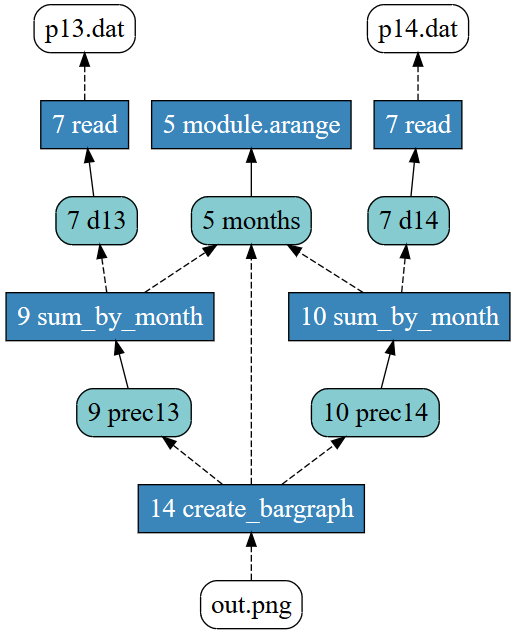 p13.dat
p14.dat
7 read
5 module.arange
7 read
7 d13
5 months
7 d14
9 sum_by_month
10 sum_by_month
9 prec13
10 prec14
14 create_bargraph
out.png